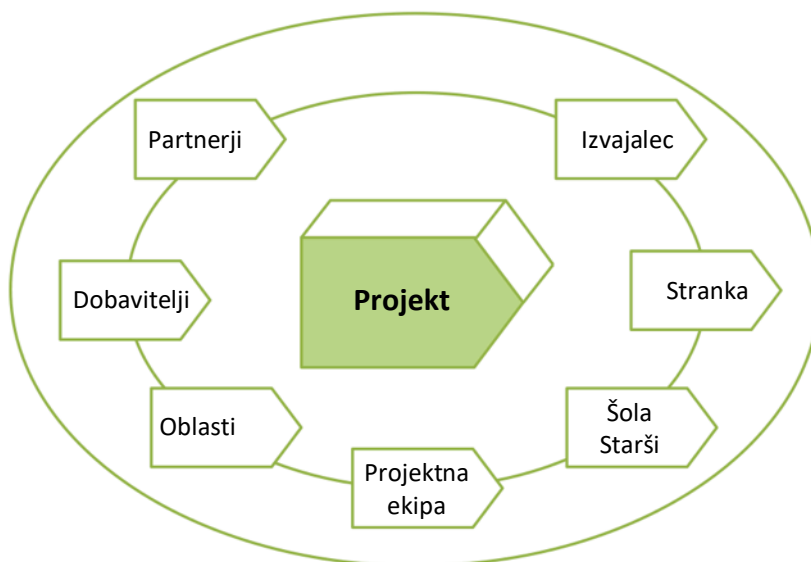 Partnerji
Izvajalec
Dobavitelji
Projekt
Stranka
Oblasti
Šola
Starši
Projektna
ekipa